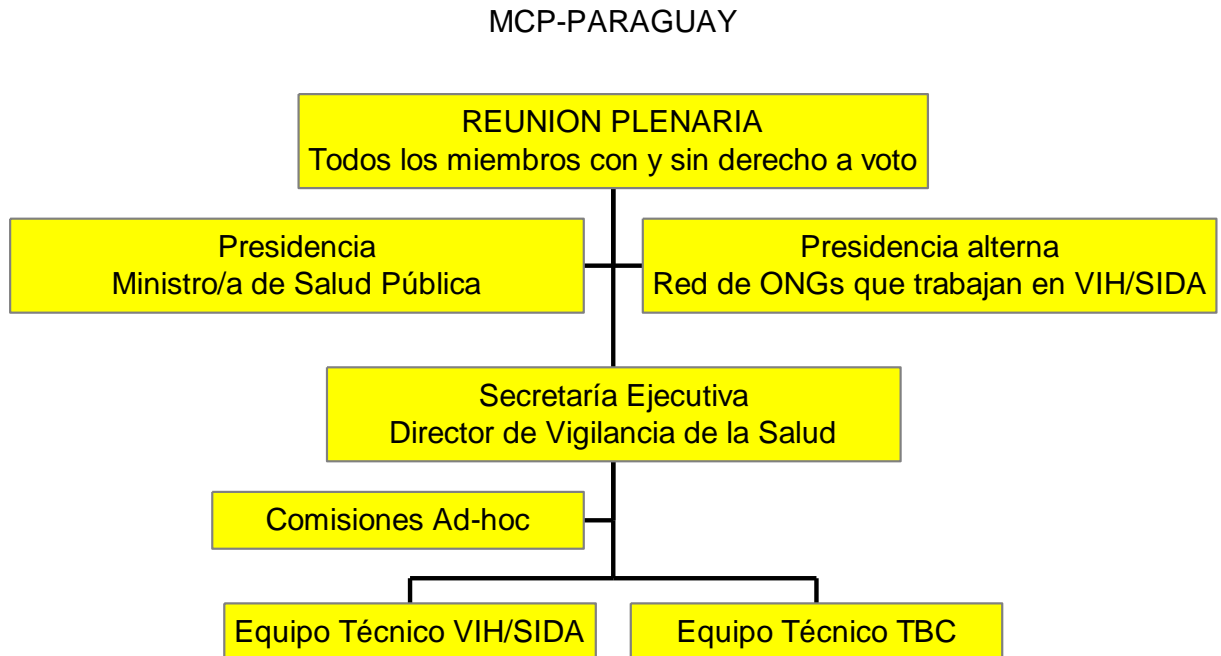 MCP-PARAGUAY
REUNION PLENARIA
Todos los miembros con y sin derecho a voto
Presidencia
Ministro/a de Salud Pública
Presidencia alterna
Red de ONGs que trabajan en VIH/SIDA
Secretaría Ejecutiva
Director de Vigilancia de la Salud
Comisiones Ad-hoc
Equipo Técnico VIH/SIDA
Equipo Técnico TBC